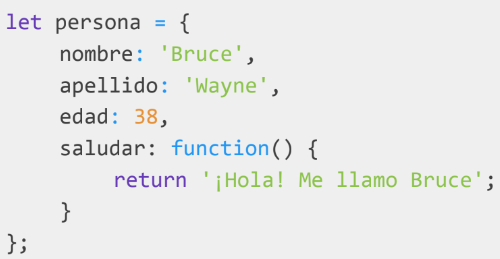 let persona = {
nombre: 'Bruce',
apellido: 'Wayne',
edad: 38,
saludar: function() {
return '¡Hola! Me llamo Bruce';
}
};